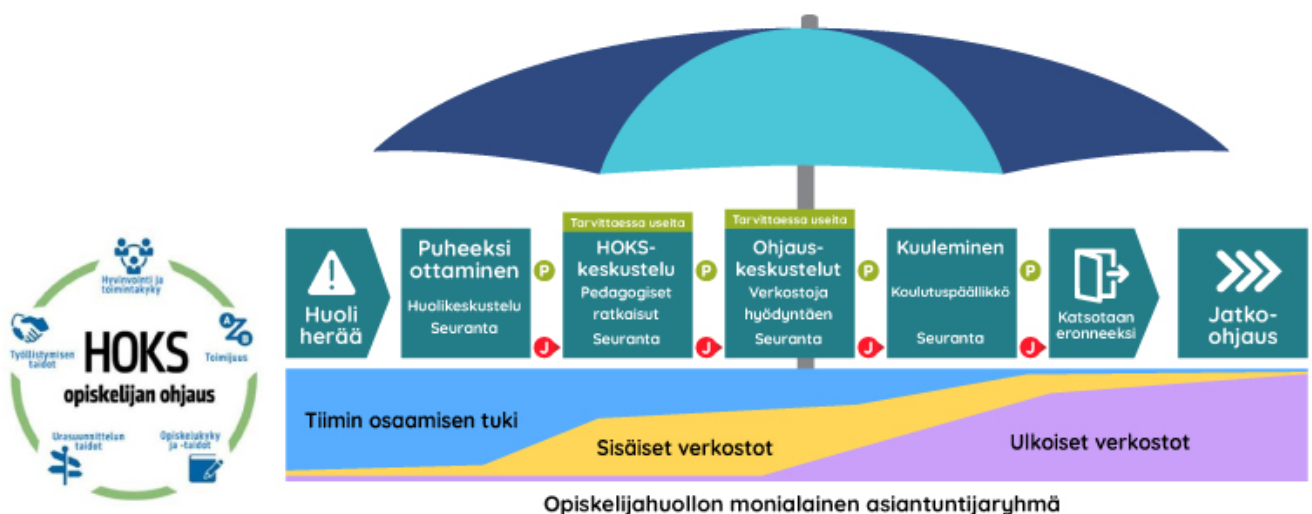 Hyvinvointi ja
toimintakyky
Työllistymisen
taidot
A
Z
B
Toimijuus
HOKS
opiskelijan ohjaus
Urasuunnittelun
taidot
Opiskelukyky
ja -taidot
Huoli
herää
Puheeksi
ottaminen
Huolikeskustelu
Seuranta
P
J
Tarvittaessa useita
HOKS-
keskustelu
Pedagogiset
ratkaisut
Seuranta
P
J
Tarvittaessa useita
Ohjaus-
keskustelut
Verkostoja
hyödyntäen
Seuranta
P
J
Kuuleminen
Koulutuspäällikkö
Seuranta
P
J
Katsotaan
eronneeksi
Jatko-
ohjaus
Tiimin osaamisen tuki
Sisäiset verkostot
Ulkoiset verkostot
Opiskelijahuollon monialainen asiantuntijaryhmä